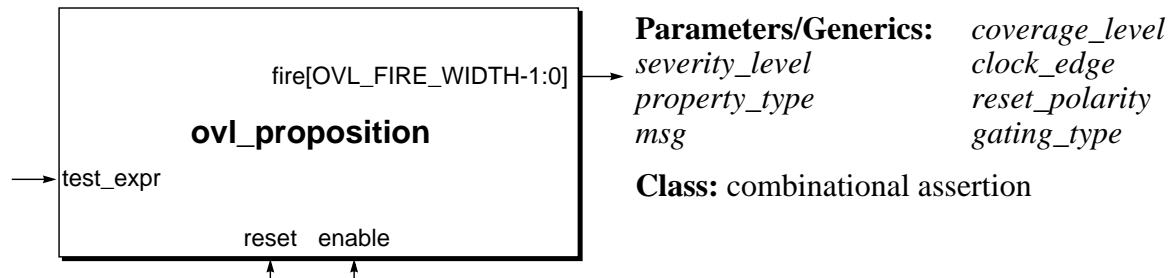 fire[OVL_FIRE_WIDTH-1:0]
ovl_proposition
test_expr
reset enable
Parameters/Generics: coverage_level
severity_level clock_edge
property_type reset_polarity
msg gating_type
Class: combinational assertion